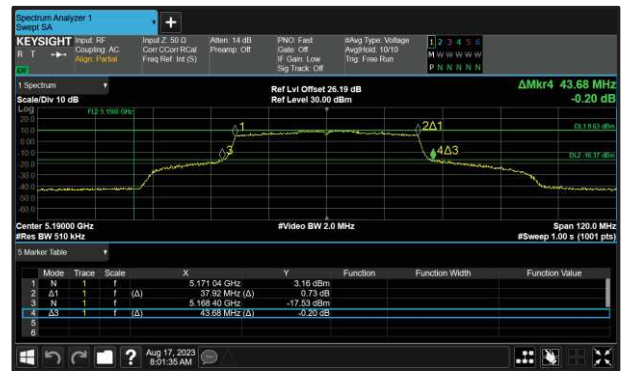 Spectrum Analyzer 1
Swept SA
+
KEYSIGHT Input: RF Input Z: 50 Ω Atten: 14 dB PNO: Fast #Avg Type: Voltage 1 2 3 4 5 6
R T Coupling: AC Corr CCorr RCal Preamp: Off Gate: Off Avg|Hold: 10/10 M W W W W W
Align: Partial Freq Ref: Int (S) IF Gain: Low Trig: Free Run P N N N N N
Sig Track: Off
1 Spectrum Ref Lvl Offset 26.19 dB ΔMkr4 43.68 MHz
Scale/Div 10 dB Ref Level 30.00 dBm -0.20 dB
Log
20.0 FL2 5.1500 GHz
10.0 1 2Δ1 DL1 9.63 dBm
0.00
-10.0 3 4Δ3 DL2 -16.37 dBm
-20.0
-30.0
-40.0
-50.0
-60.0
Center 5.19000 GHz #Video BW 2.0 MHz Span 120.0 MHz
#Res BW 510 kHz #Sweep 1.00 s (1001 pts)
5 Marker Table
Mode Trace Scale X Y Function Function Width Function Value
1 N 1 f 5.171 04 GHz 3.16 dBm
2 Δ1 1 f (Δ) 37.92 MHz (Δ) 0.73 dB
3 N 1 f 5.168 40 GHz -17.53 dBm
4 Δ3 1 f (Δ) 43.68 MHz (Δ) -0.20 dB
5
6
? Aug 17, 2023
8:01:35 AM